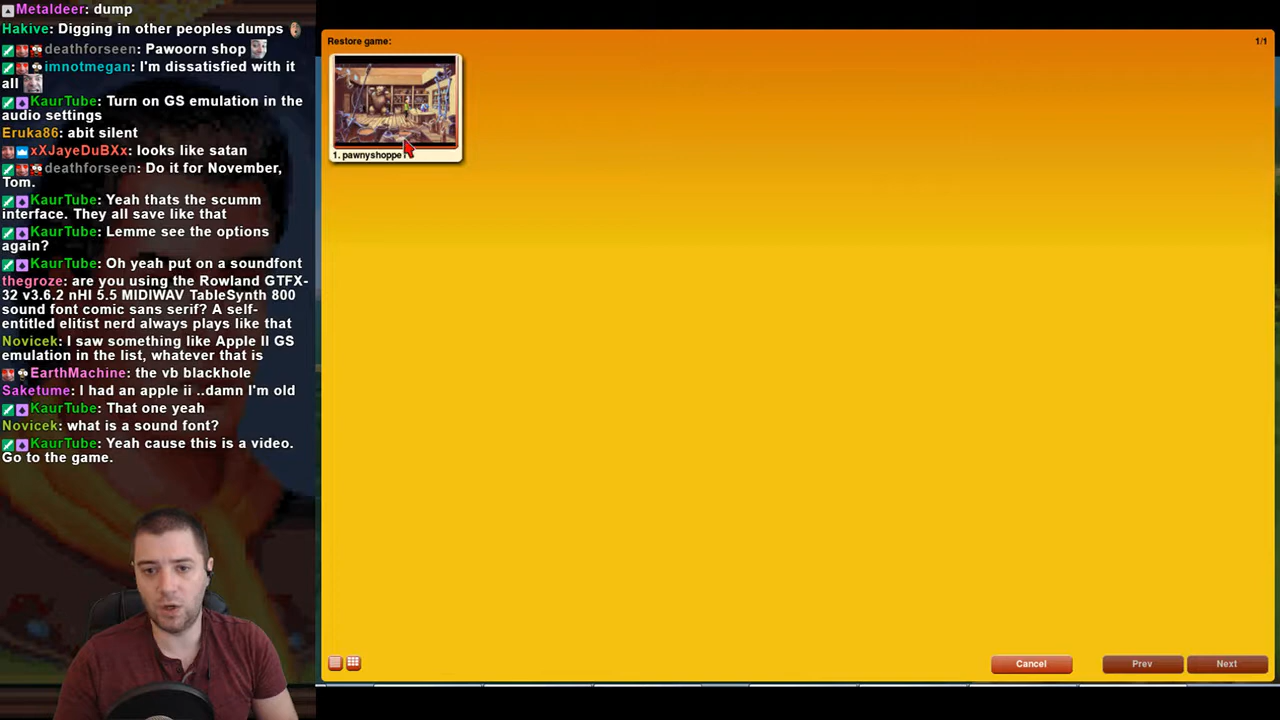 Metaldeer: dump
Hakive: Digging in other peoples dumps
deathforseen: Pawoorn shop
imnotmegan: I'm dissatisfied with it
all
KaurTube: Turn on GS emulation in the
audio settings
Eruka86: abit silent
xXJayeDuBXx: looks like satan
deathforseen: Do it for November,
Tom.
KaurTube: Yeah thats the scumm
interface. They all save like that
KaurTube: Lemme see the options
again?
KaurTube: Oh yeah put on a soundfont
thegroze: are you using the Rowland GTFX-
32 v3.6.2 nHI 5.5 MIDIWAV TableSynth 800
sound font comic sans serif? A self-
entitled elitist nerd always plays like that
Novicek: I saw something like Apple II GS
emulation in the list, whatever that is
EarthMachine: the vb blackhole
Saketume: I had an apple ii ..damn I'm old
KaurTube: That one yeah
Novicek: what is a sound font?
KaurTube: Yeah cause this is a video.
Go to the game.
Restore game:
1/1
1. pawnyshoppe
Cancel
Prev
Next